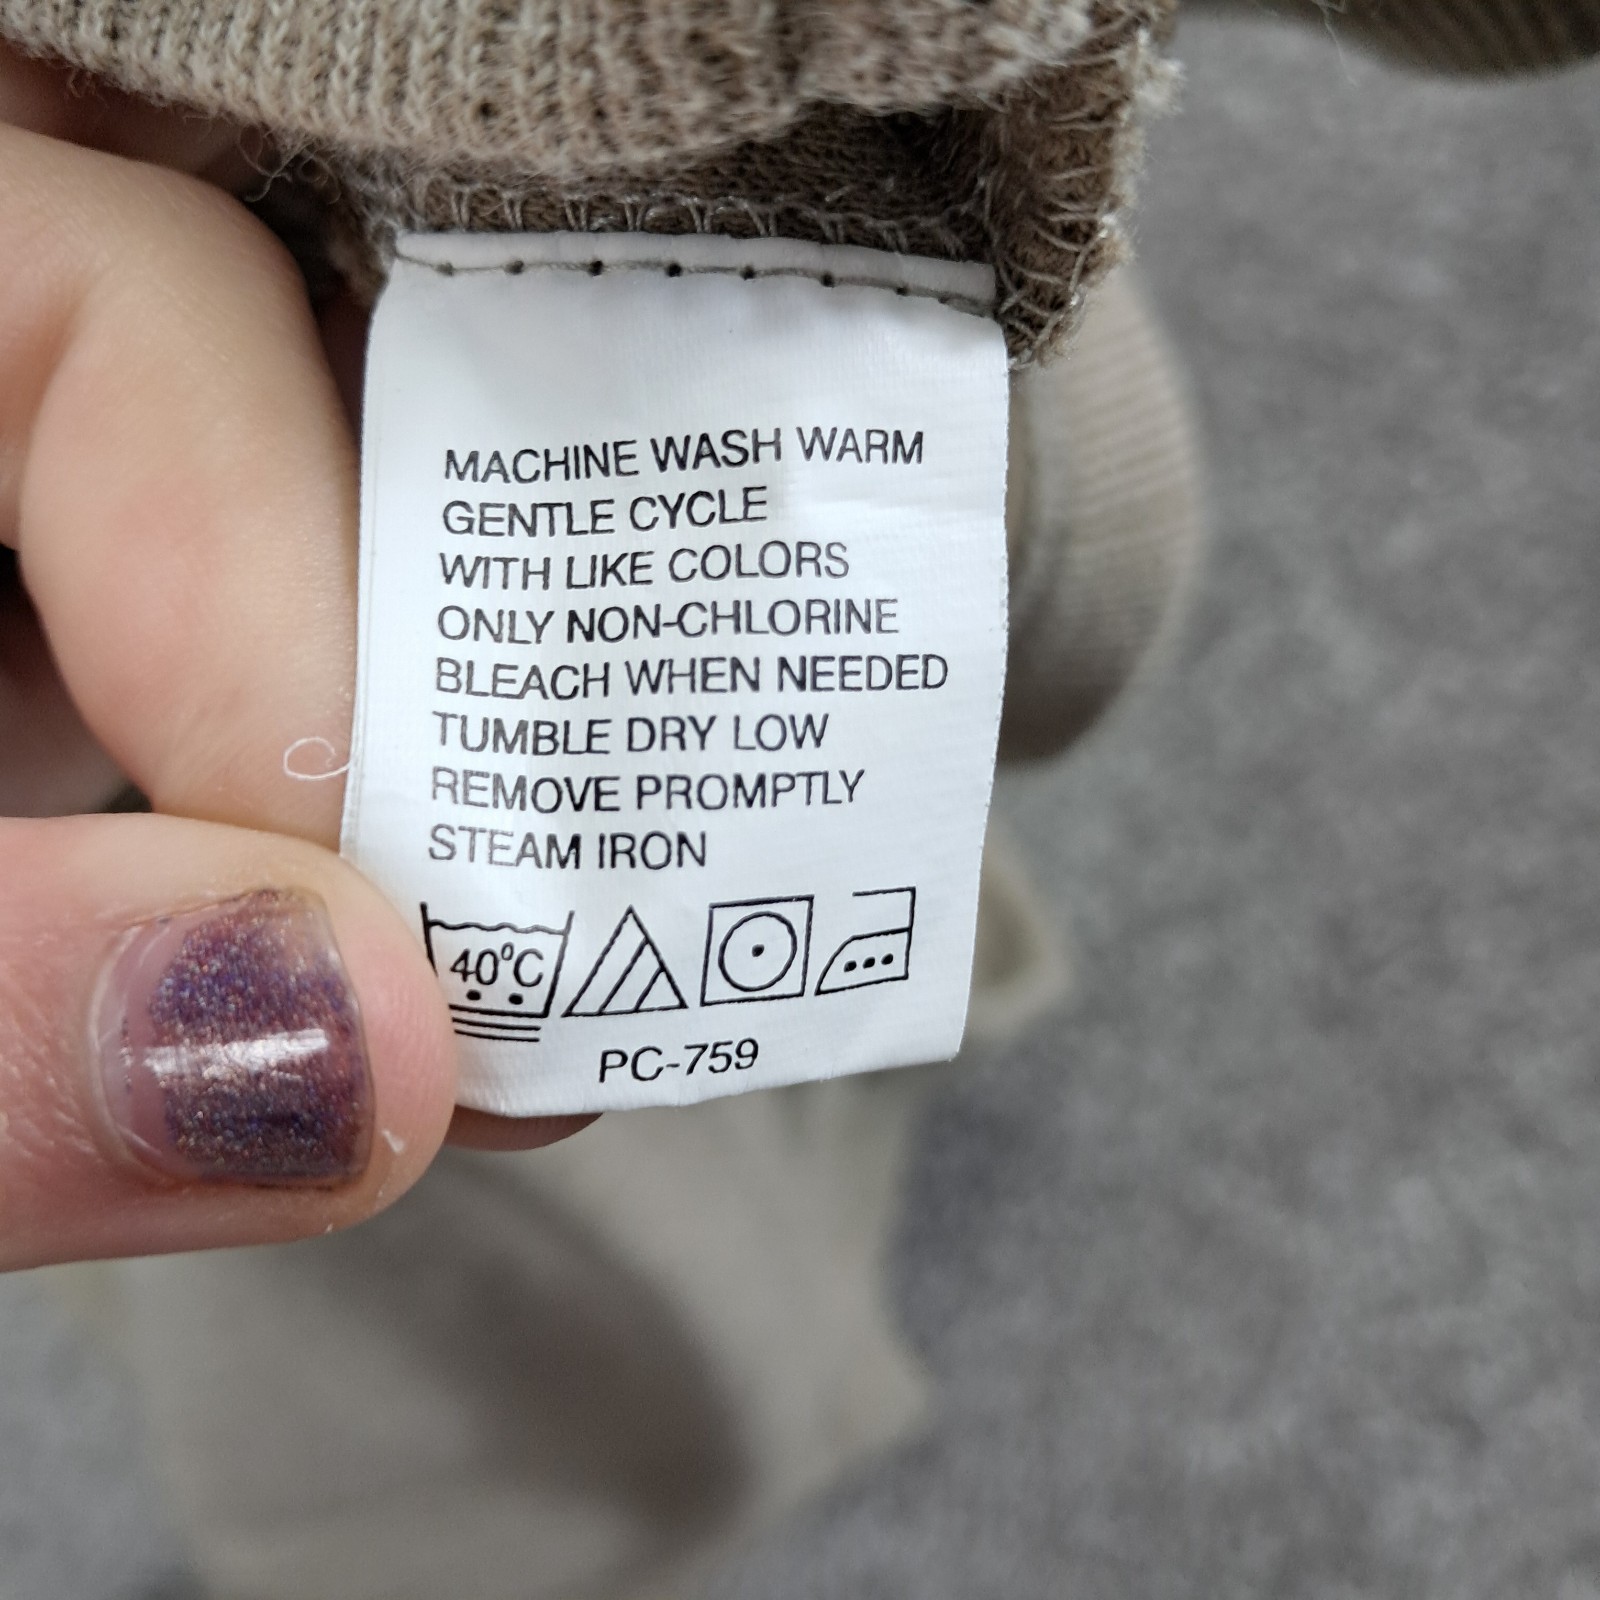 MACHINE WASH WARM
GENTLE CYCLE
WITH LIKE COLORS
ONLY NON-CHLORINE
BLEACH WHEN NEEDED
TUMBLE DRY LOW
REMOVE PROMPTLY
STEAM IRON
40°C
PC-759